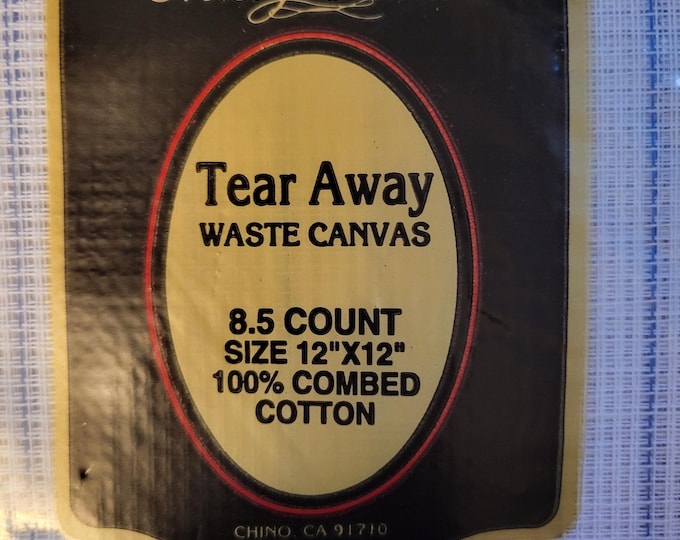 Tear Away
WASTE CANVAS
8.5 COUNT
SIZE 12"X12"
100% COMBED
COTTON
CHINO, CA 91710